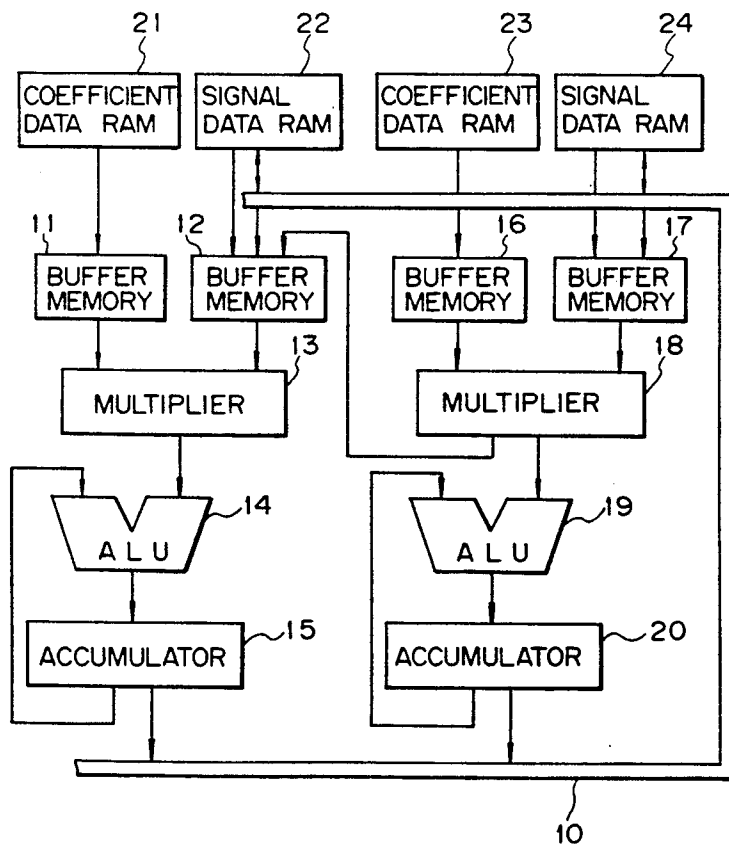 21 22 23 24
COEFFICIENT DATA RAM
SIGNAL DATA RAM
COEFFICIENT DATA RAM
SIGNAL DATA RAM
11 12 16 17
BUFFER MEMORY
BUFFER MEMORY
BUFFER MEMORY
BUFFER MEMORY
13 18
MULTIPLIER
MULTIPLIER
14 19
ALU
ALU
15 20
ACCUMULATOR
ACCUMULATOR
10